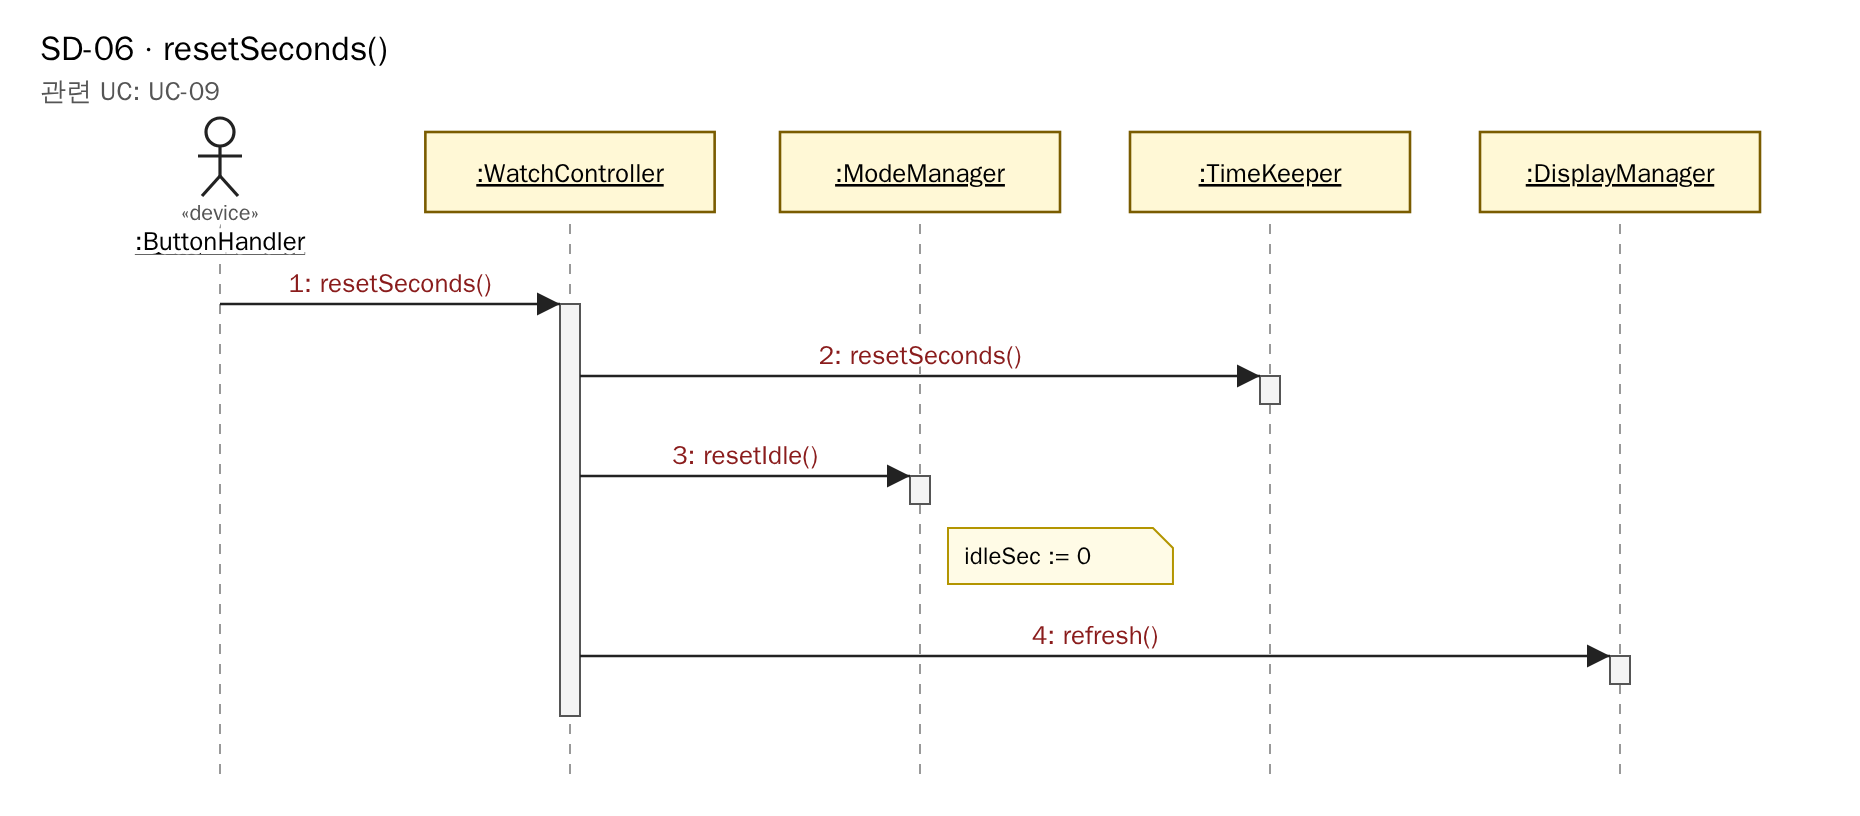 SD-06 · resetSeconds()
관련 UC: UC-09
«device»
:ButtonHandler
:WatchController
:ModeManager
:TimeKeeper
:DisplayManager
1: resetSeconds()
2: resetSeconds()
3: resetIdle()
idleSec := 0
4: refresh()